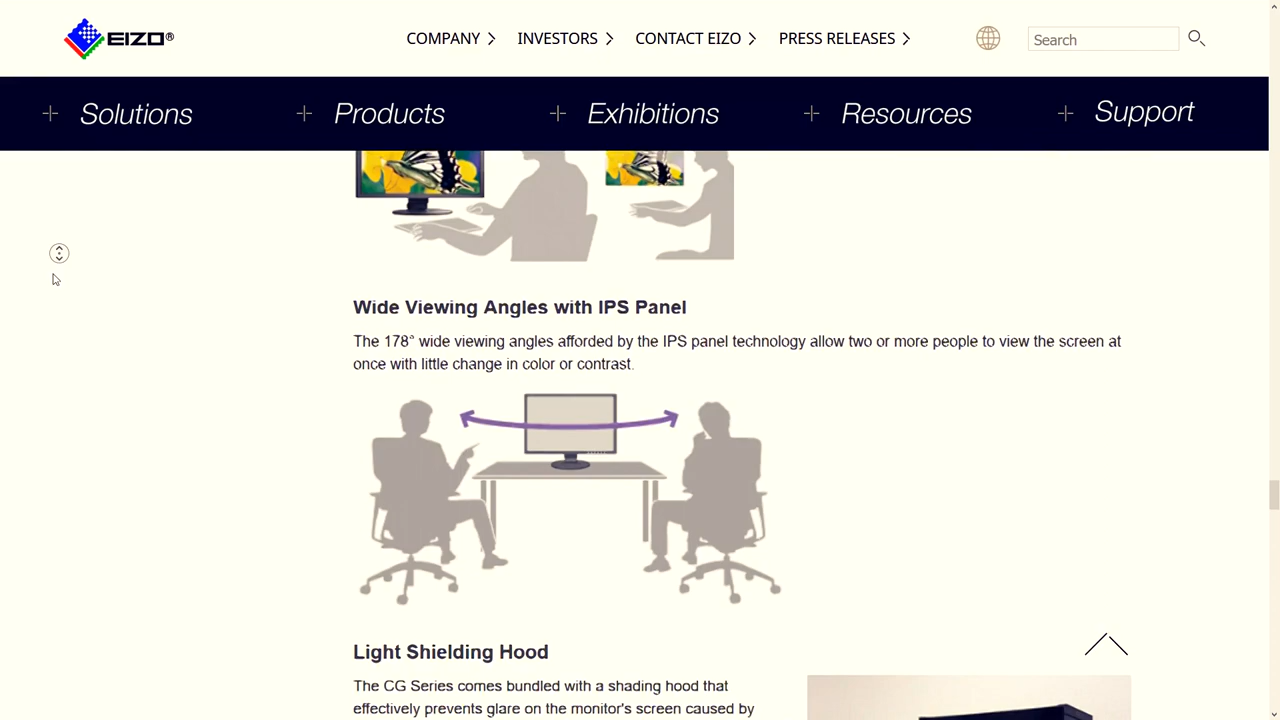 EIZO®
COMPANY
INVESTORS
CONTACT EIZO
PRESS RELEASES
Search
Solutions
Products
Exhibitions
Resources
Support
Wide Viewing Angles with IPS Panel
The 178° wide viewing angles afforded by the IPS panel technology allow two or more people to view the screen at
once with little change in color or contrast.
Light Shielding Hood
The CG Series comes bundled with a shading hood that
effectively prevents glare on the monitor's screen caused by